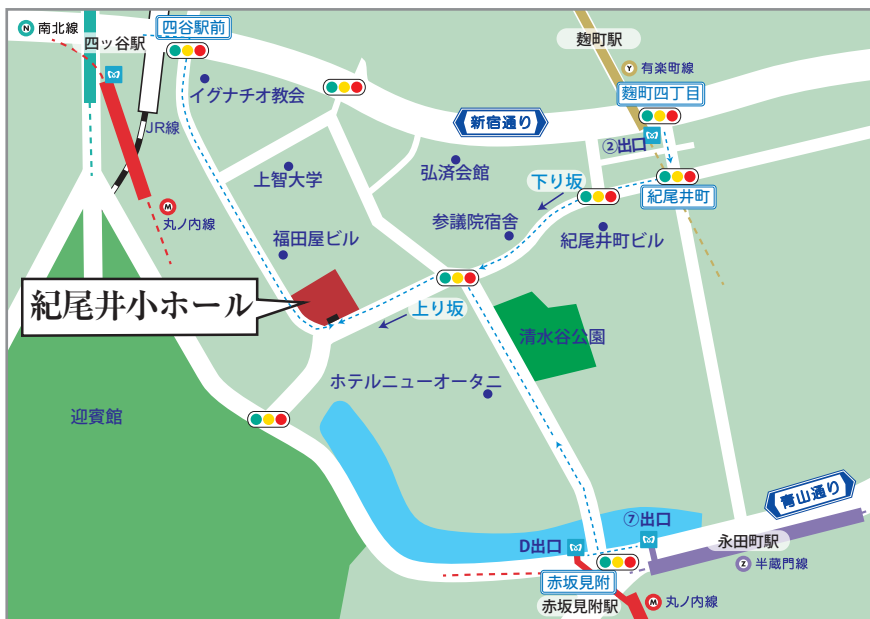 N 南北線
四谷駅前
四ッ谷駅
麹町駅
Y 有楽町線
イグナチオ教会
麹町四丁目
新宿通り
JR線
②出口
上智大学
弘済会館
下り坂
紀尾井町
M
丸ノ内線
参議院宿舎
福田屋ビル
紀尾井町ビル
紀尾井小ホール
上り坂
清水谷公園
ホテルニューオータニ
迎賓館
青山通り
⑦出口
D出口
永田町駅
Z 半蔵門線
赤坂見附
赤坂見附駅
M 丸ノ内線